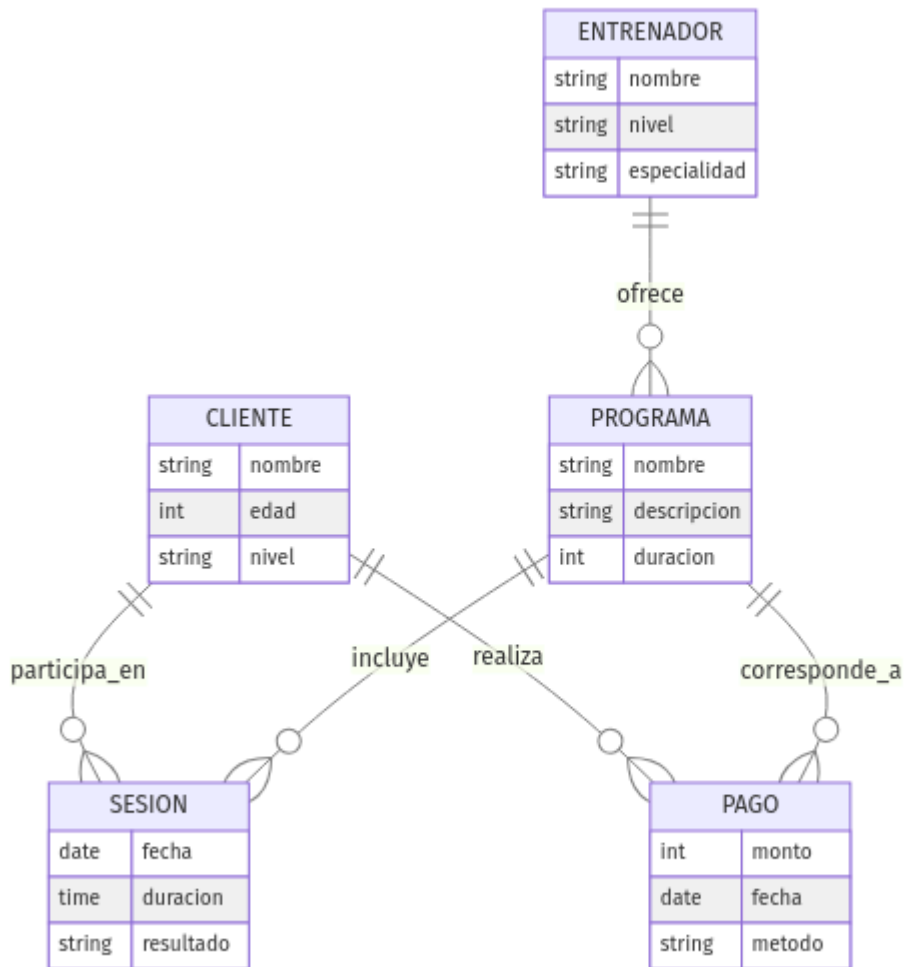 ENTRENADOR
string nombre
string nivel
string especialidad
ofrece
CLIENTE
string nombre
int edad
string nivel
PROGRAMA
string nombre
string descripcion
int duracion
participa_en
incluye
realiza
corresponde_a
SESION
date fecha
time duracion
string resultado
PAGO
int monto
date fecha
string metodo